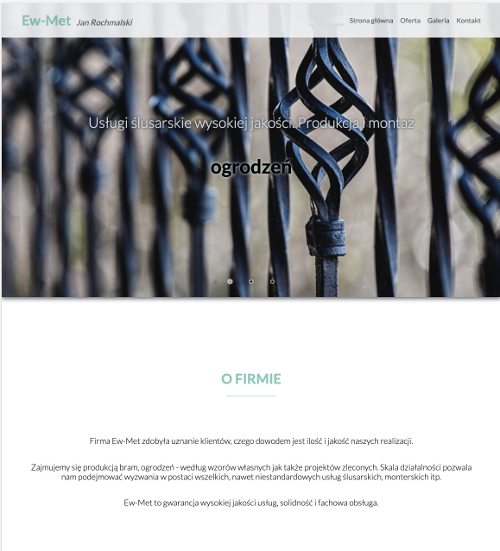 Ew-Met Jan Rochmalski
Strona główna Oferta Galeria Kontakt
Usługi ślusarskie wysokiej jakości. Produkcja i montaż
ogrodzeń
O FIRMIE
Firma Ew-Met zdobyła uznanie klientów, czego dowodem jest ilość i jakość naszych realizacji.
Zajmujemy się produkcją bram, ogrodzeń - według wzorów własnych jak także projektów zleconych. Skala działalności pozwala
nam podejmować wyzwania w postaci wszelkich, nawet niestandardowych usług ślusarskich, monterskich itp.
Ew-Met to gwarancja wysokiej jakości usług, solidność i fachowa obsługa.